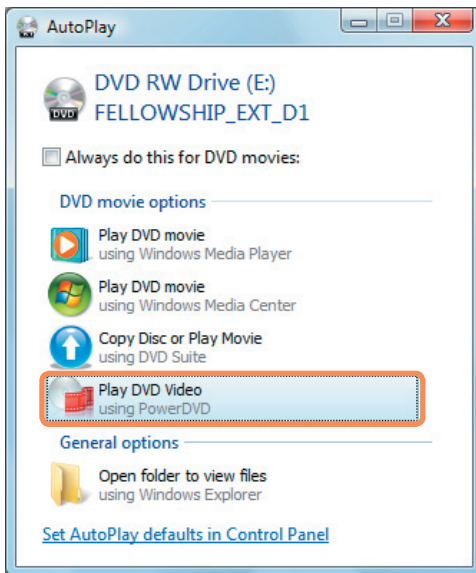 AutoPlay
DVD RW Drive (E:)
FELLOWSHIP_EXT_D1
DVD
Always do this for DVD movies:
DVD movie options
Play DVD movie
using Windows Media Player
Play DVD movie
using Windows Media Center
Copy Disc or Play Movie
using DVD Suite
Play DVD Video
using PowerDVD
General options
Open folder to view files
using Windows Explorer
Set AutoPlay defaults in Control Panel